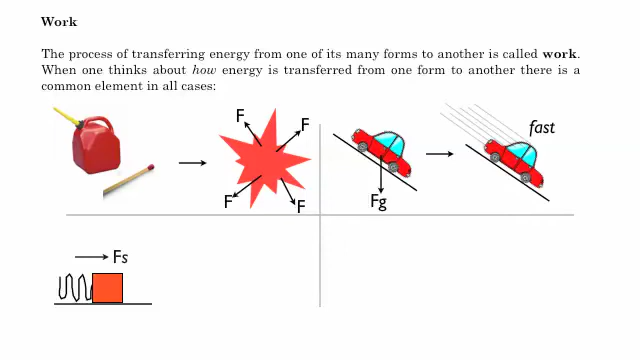 Work
The process of transferring energy from one of its many forms to another is called work.
When one thinks about how energy is transferred from one form to another there is a
common element in all cases:
F
F
F
F
Fg
fast
Fs